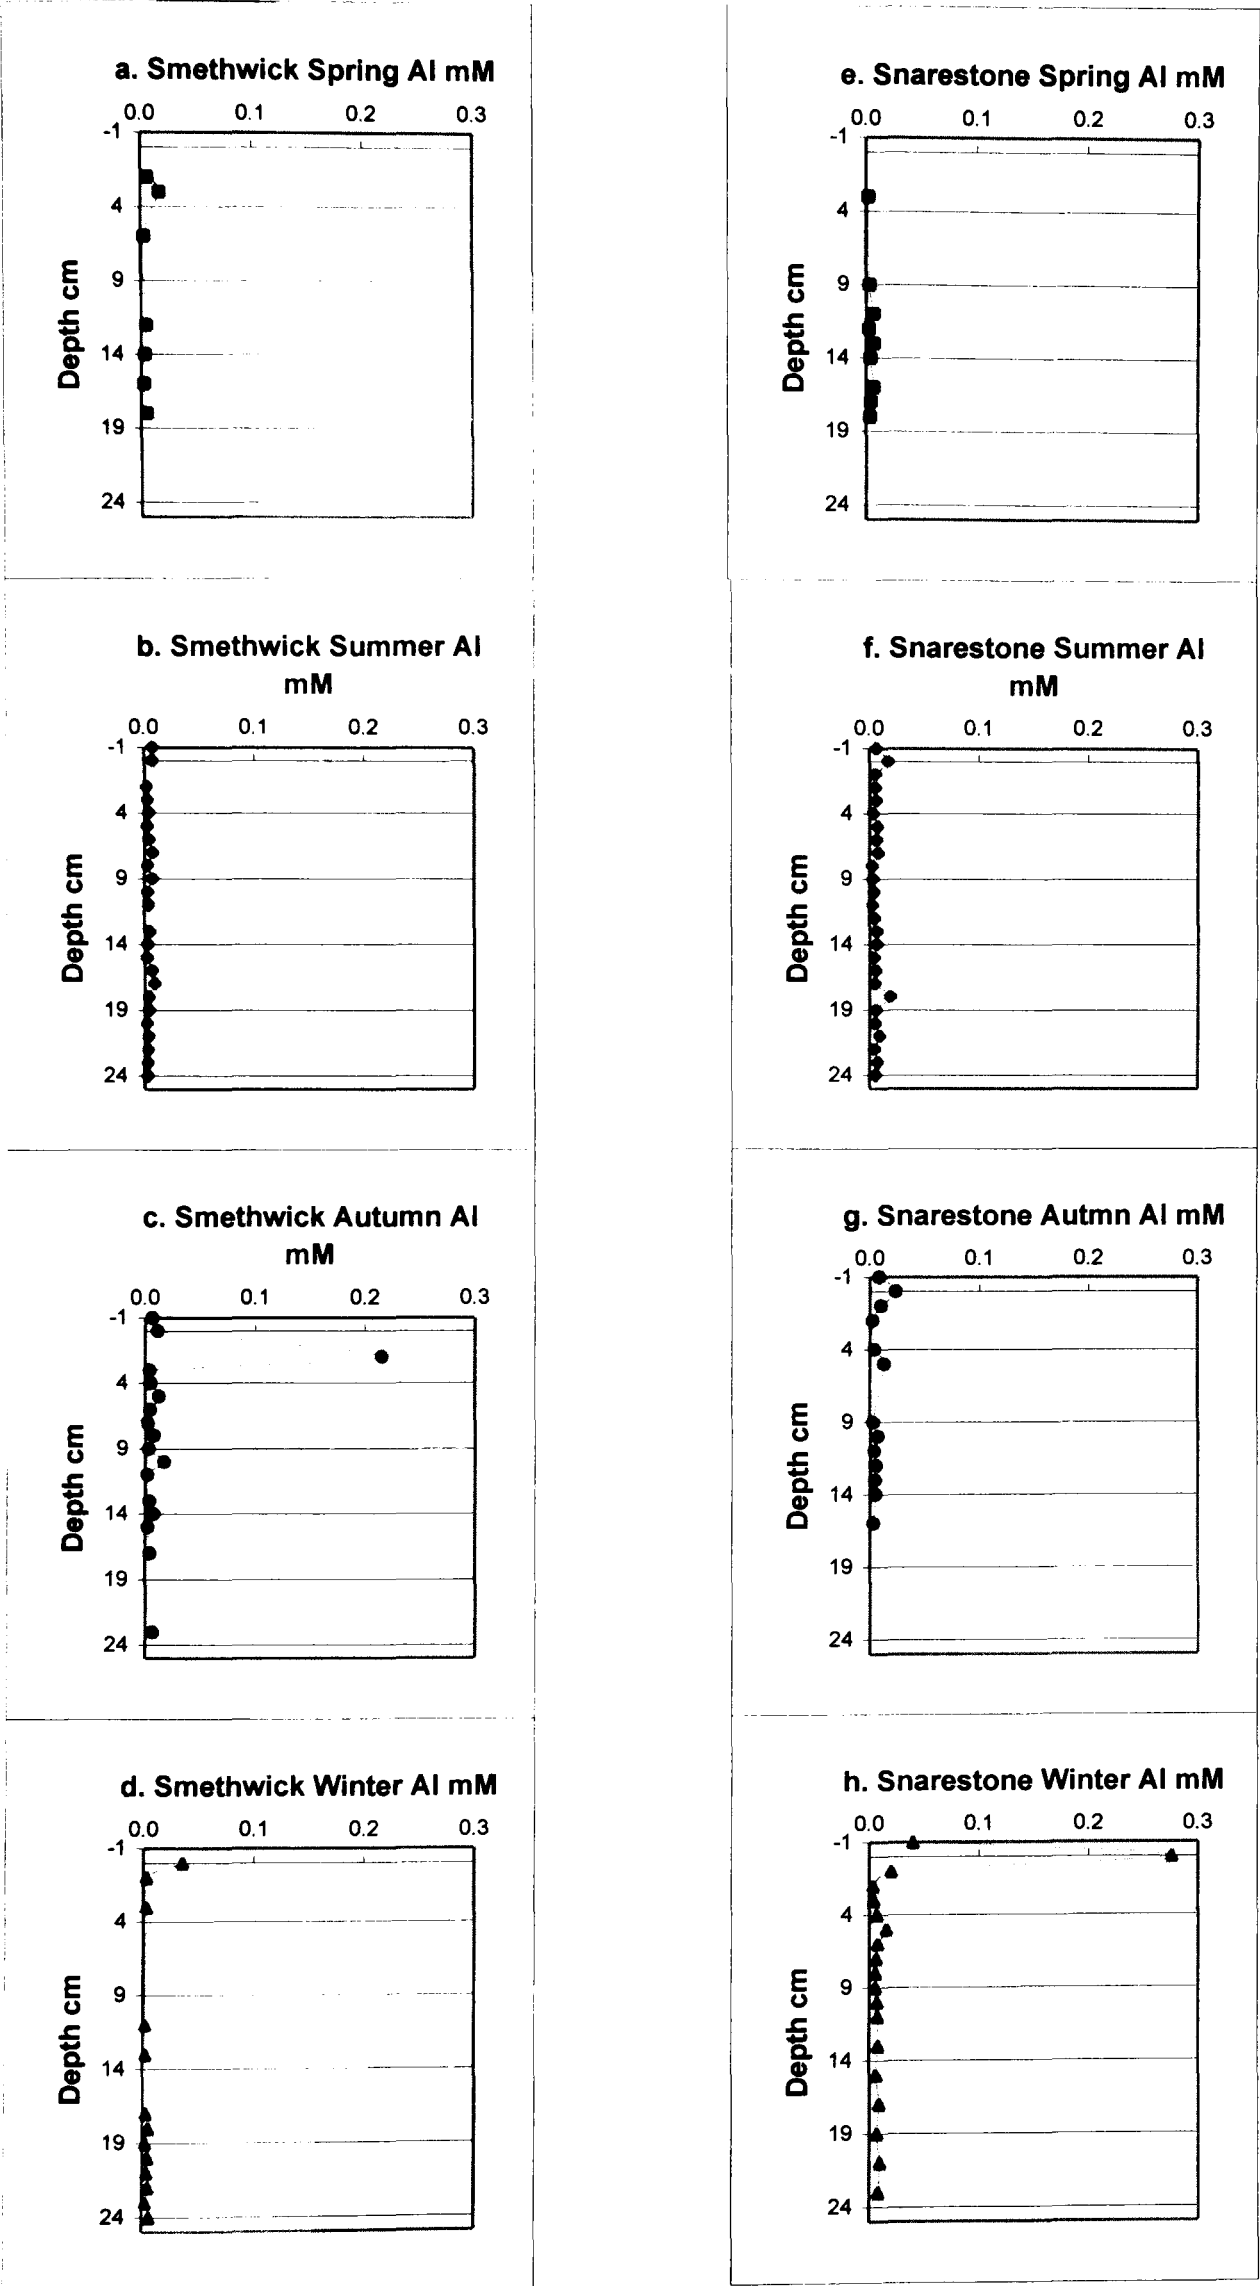 a. Smethwick Spring Al mM
0.0 0.1 0.2 0.3
-1
4
9
14
19
24
Depth cm
b. Smethwick Summer Al
mM
0.0 0.1 0.2 0.3
-1
4
9
14
19
24
Depth cm
c. Smethwick Autumn Al
mM
0.0 0.1 0.2 0.3
-1
4
9
14
19
24
Depth cm
d. Smethwick Winter Al mM
0.0 0.1 0.2 0.3
-1
4
9
14
19
24
Depth cm
e. Snarestone Spring Al mM
0.0 0.1 0.2 0.3
-1
4
9
14
19
24
Depth cm
f. Snarestone Summer Al
mM
0.0 0.1 0.2 0.3
-1
4
9
14
19
24
Depth cm
g. Snarestone Autmn Al mM
0.0 0.1 0.2 0.3
-1
4
9
14
19
24
Depth cm
h. Snarestone Winter Al mM
0.0 0.1 0.2 0.3
-1
4
9
14
19
24
Depth cm